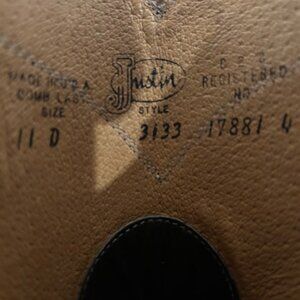 MADE IN U.S.A.
COMB LAST
SIZE
11 D
Justin
STYLE
3133
REGISTERED
NO.
17881 4